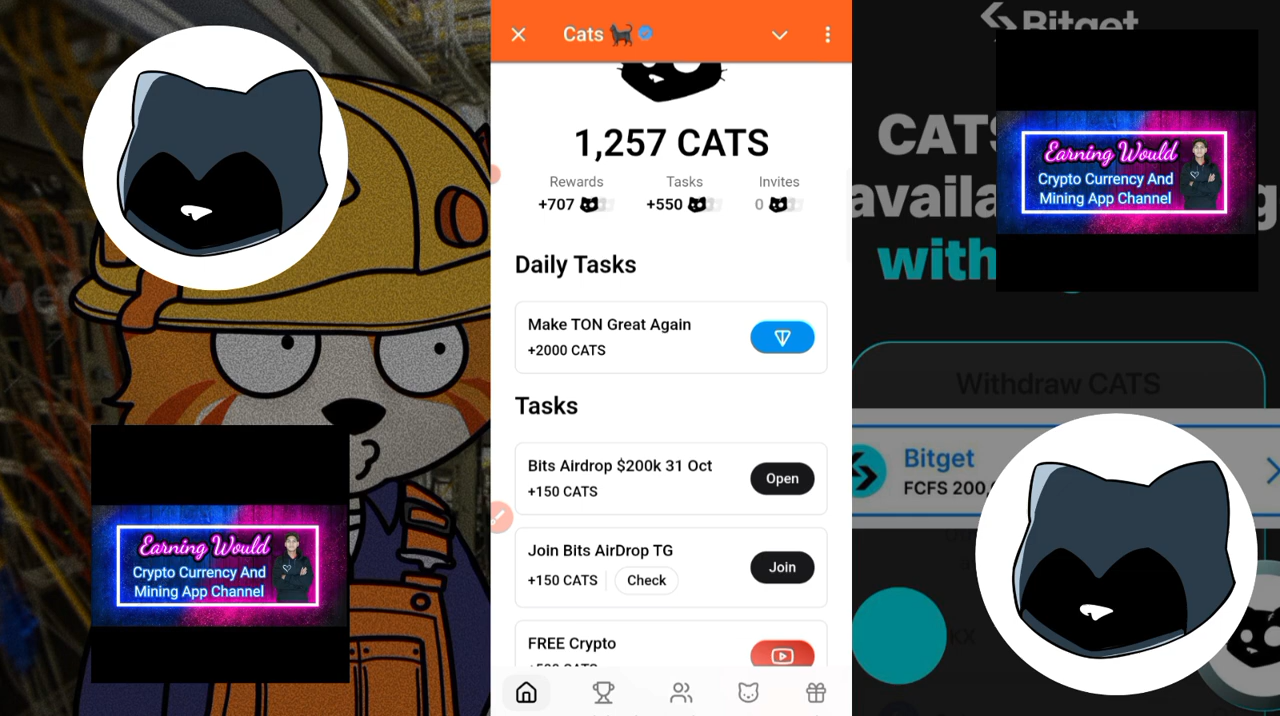 Earning Would
Crypto Currency And
Mining App Channel
Cats
1,257 CATS
Rewards
Tasks
Invites
+707
+550
0
Daily Tasks
Make TON Great Again
+2000 CATS
Tasks
Bits Airdrop $200k 31 Oct
+150 CATS
Open
Join Bits AirDrop TG
+150 CATS
Check
Join
FREE Crypto
Bitget
CATS
with
Earning Would
Crypto Currency And
Mining App Channel
Withdraw CATS
Bitget
FCFS 200,